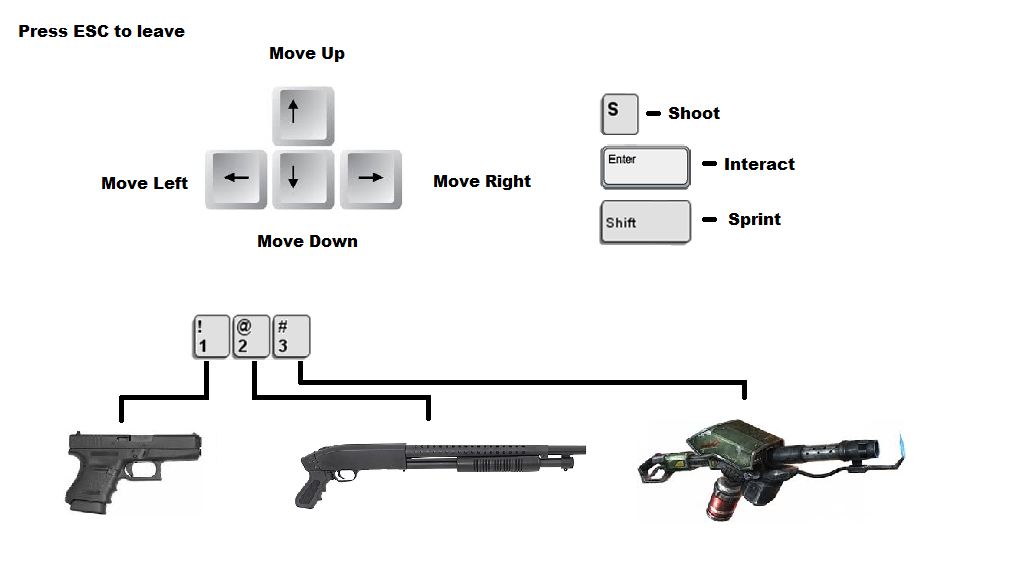 Press ESC to leave
Move Up
↑
Move Left
←
↓
→
Move Right
Move Down
S
Shoot
Enter
Interact
Shift
Sprint
! @ #
1 2 3